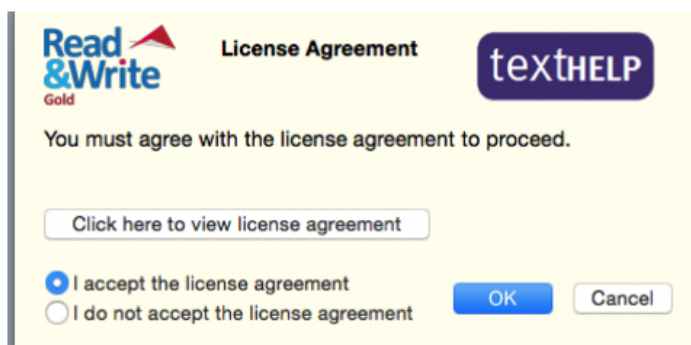 Read
&Write
Gold
License Agreement
textHELP
You must agree with the license agreement to proceed.
Click here to view license agreement
I accept the license agreement
I do not accept the license agreement
OK
Cancel